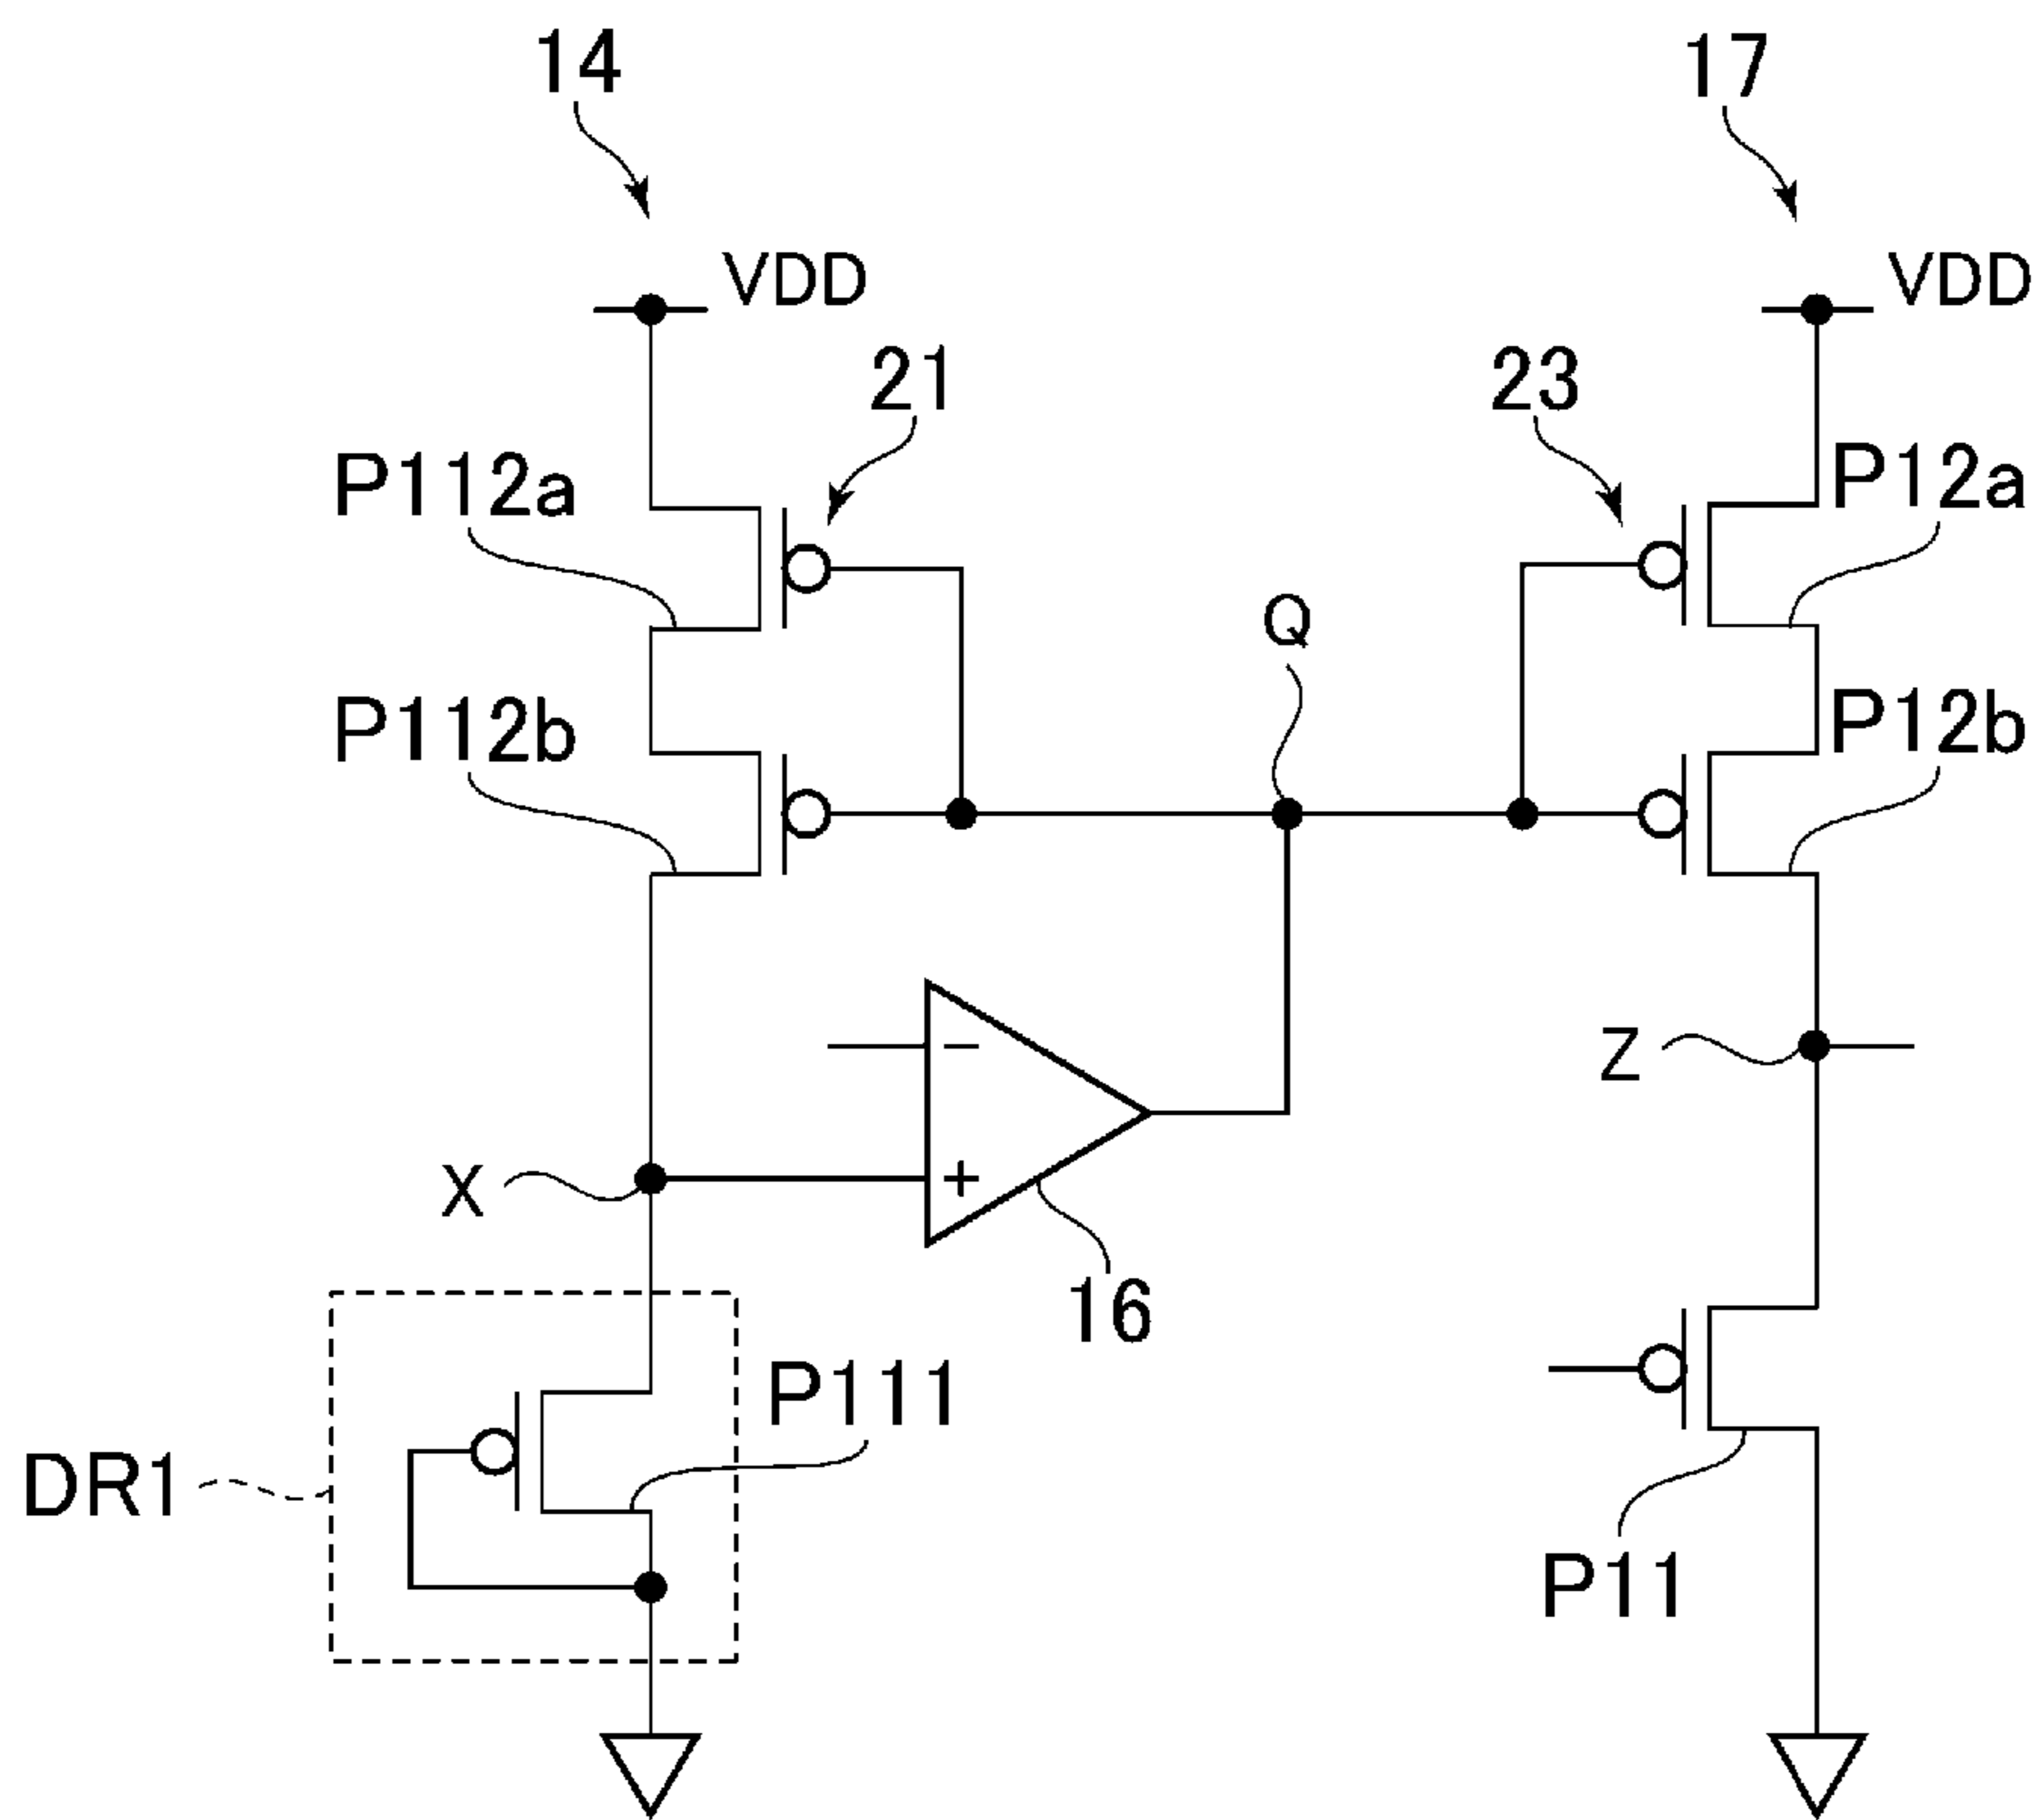 14
17
VDD
VDD
21
23
P112a
P12a
Q
P112b
P12b
−
Z
X
+
16
P111
DR1
P11